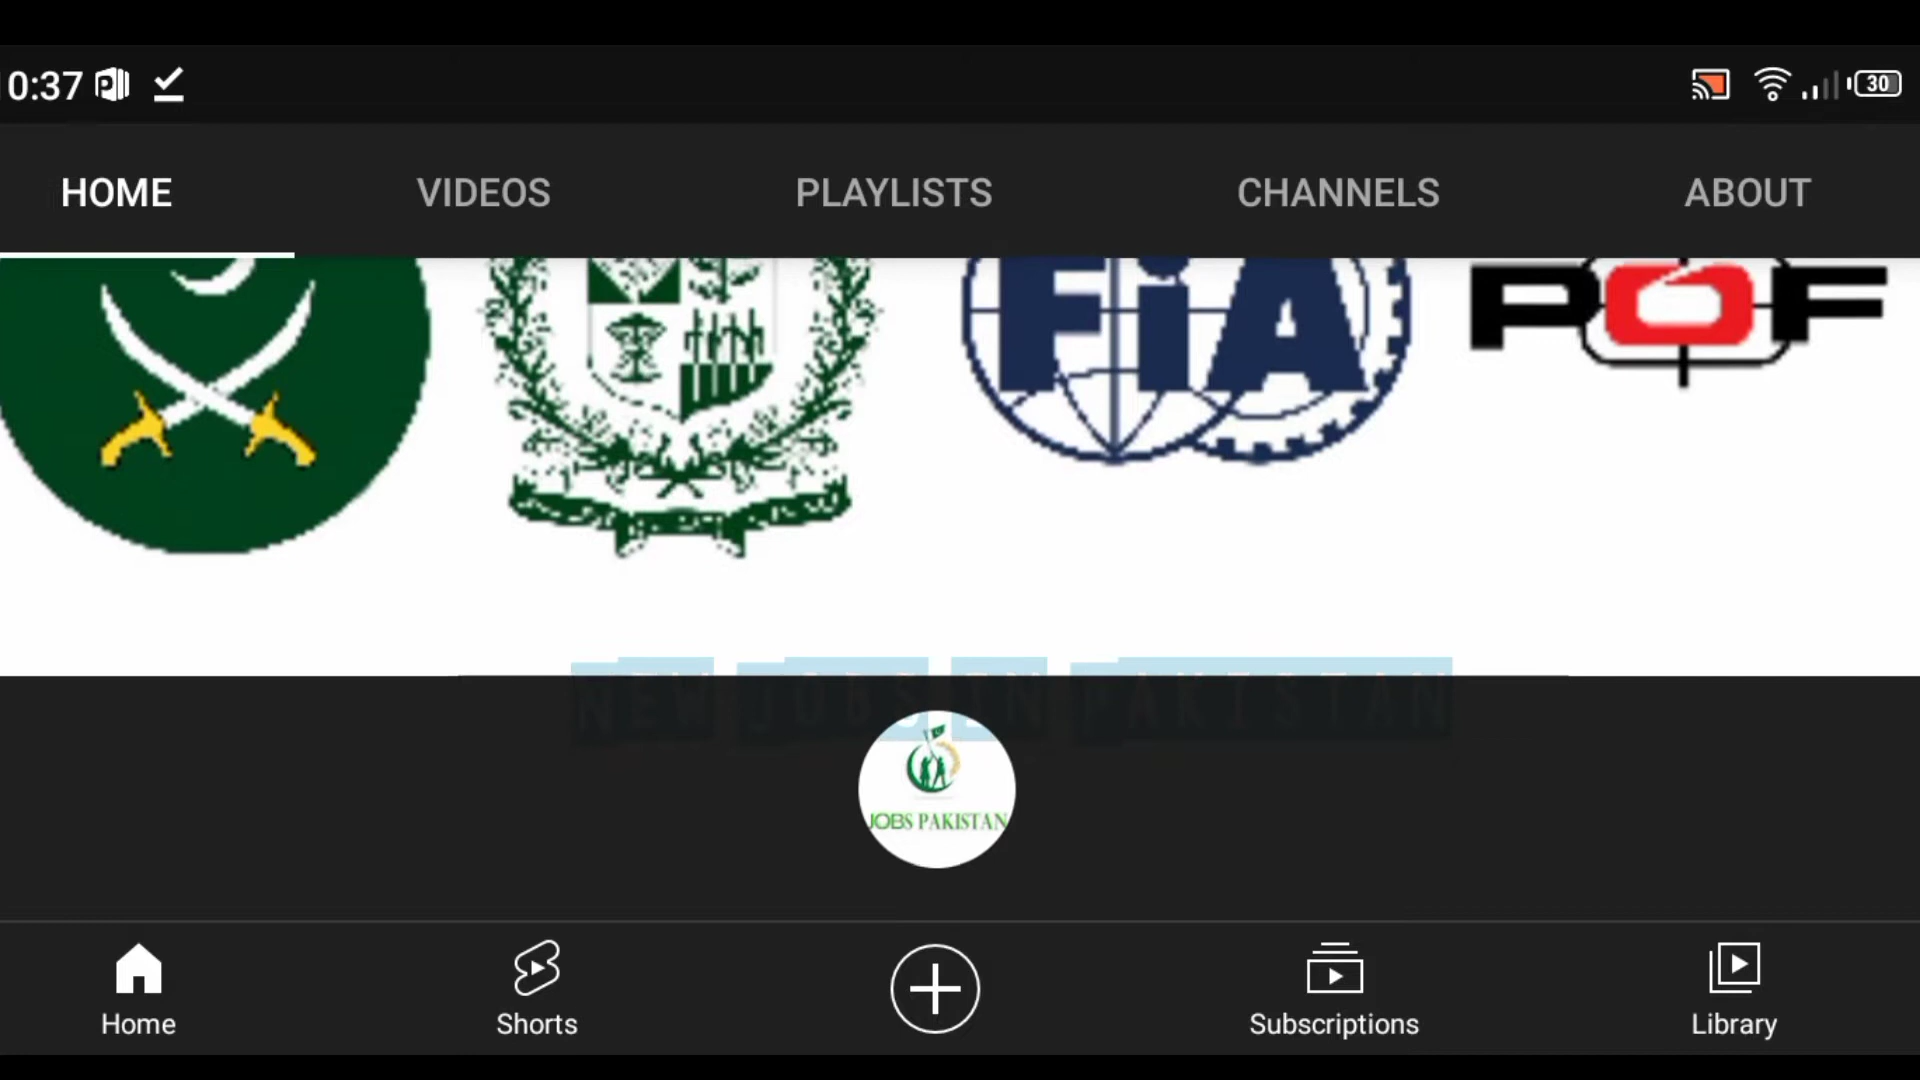 0:37
30
HOME VIDEOS PLAYLISTS CHANNELS ABOUT
FiA POF
NEW JOBS IN PAKISTAN
JOBS PAKISTAN
Home Shorts Subscriptions Library